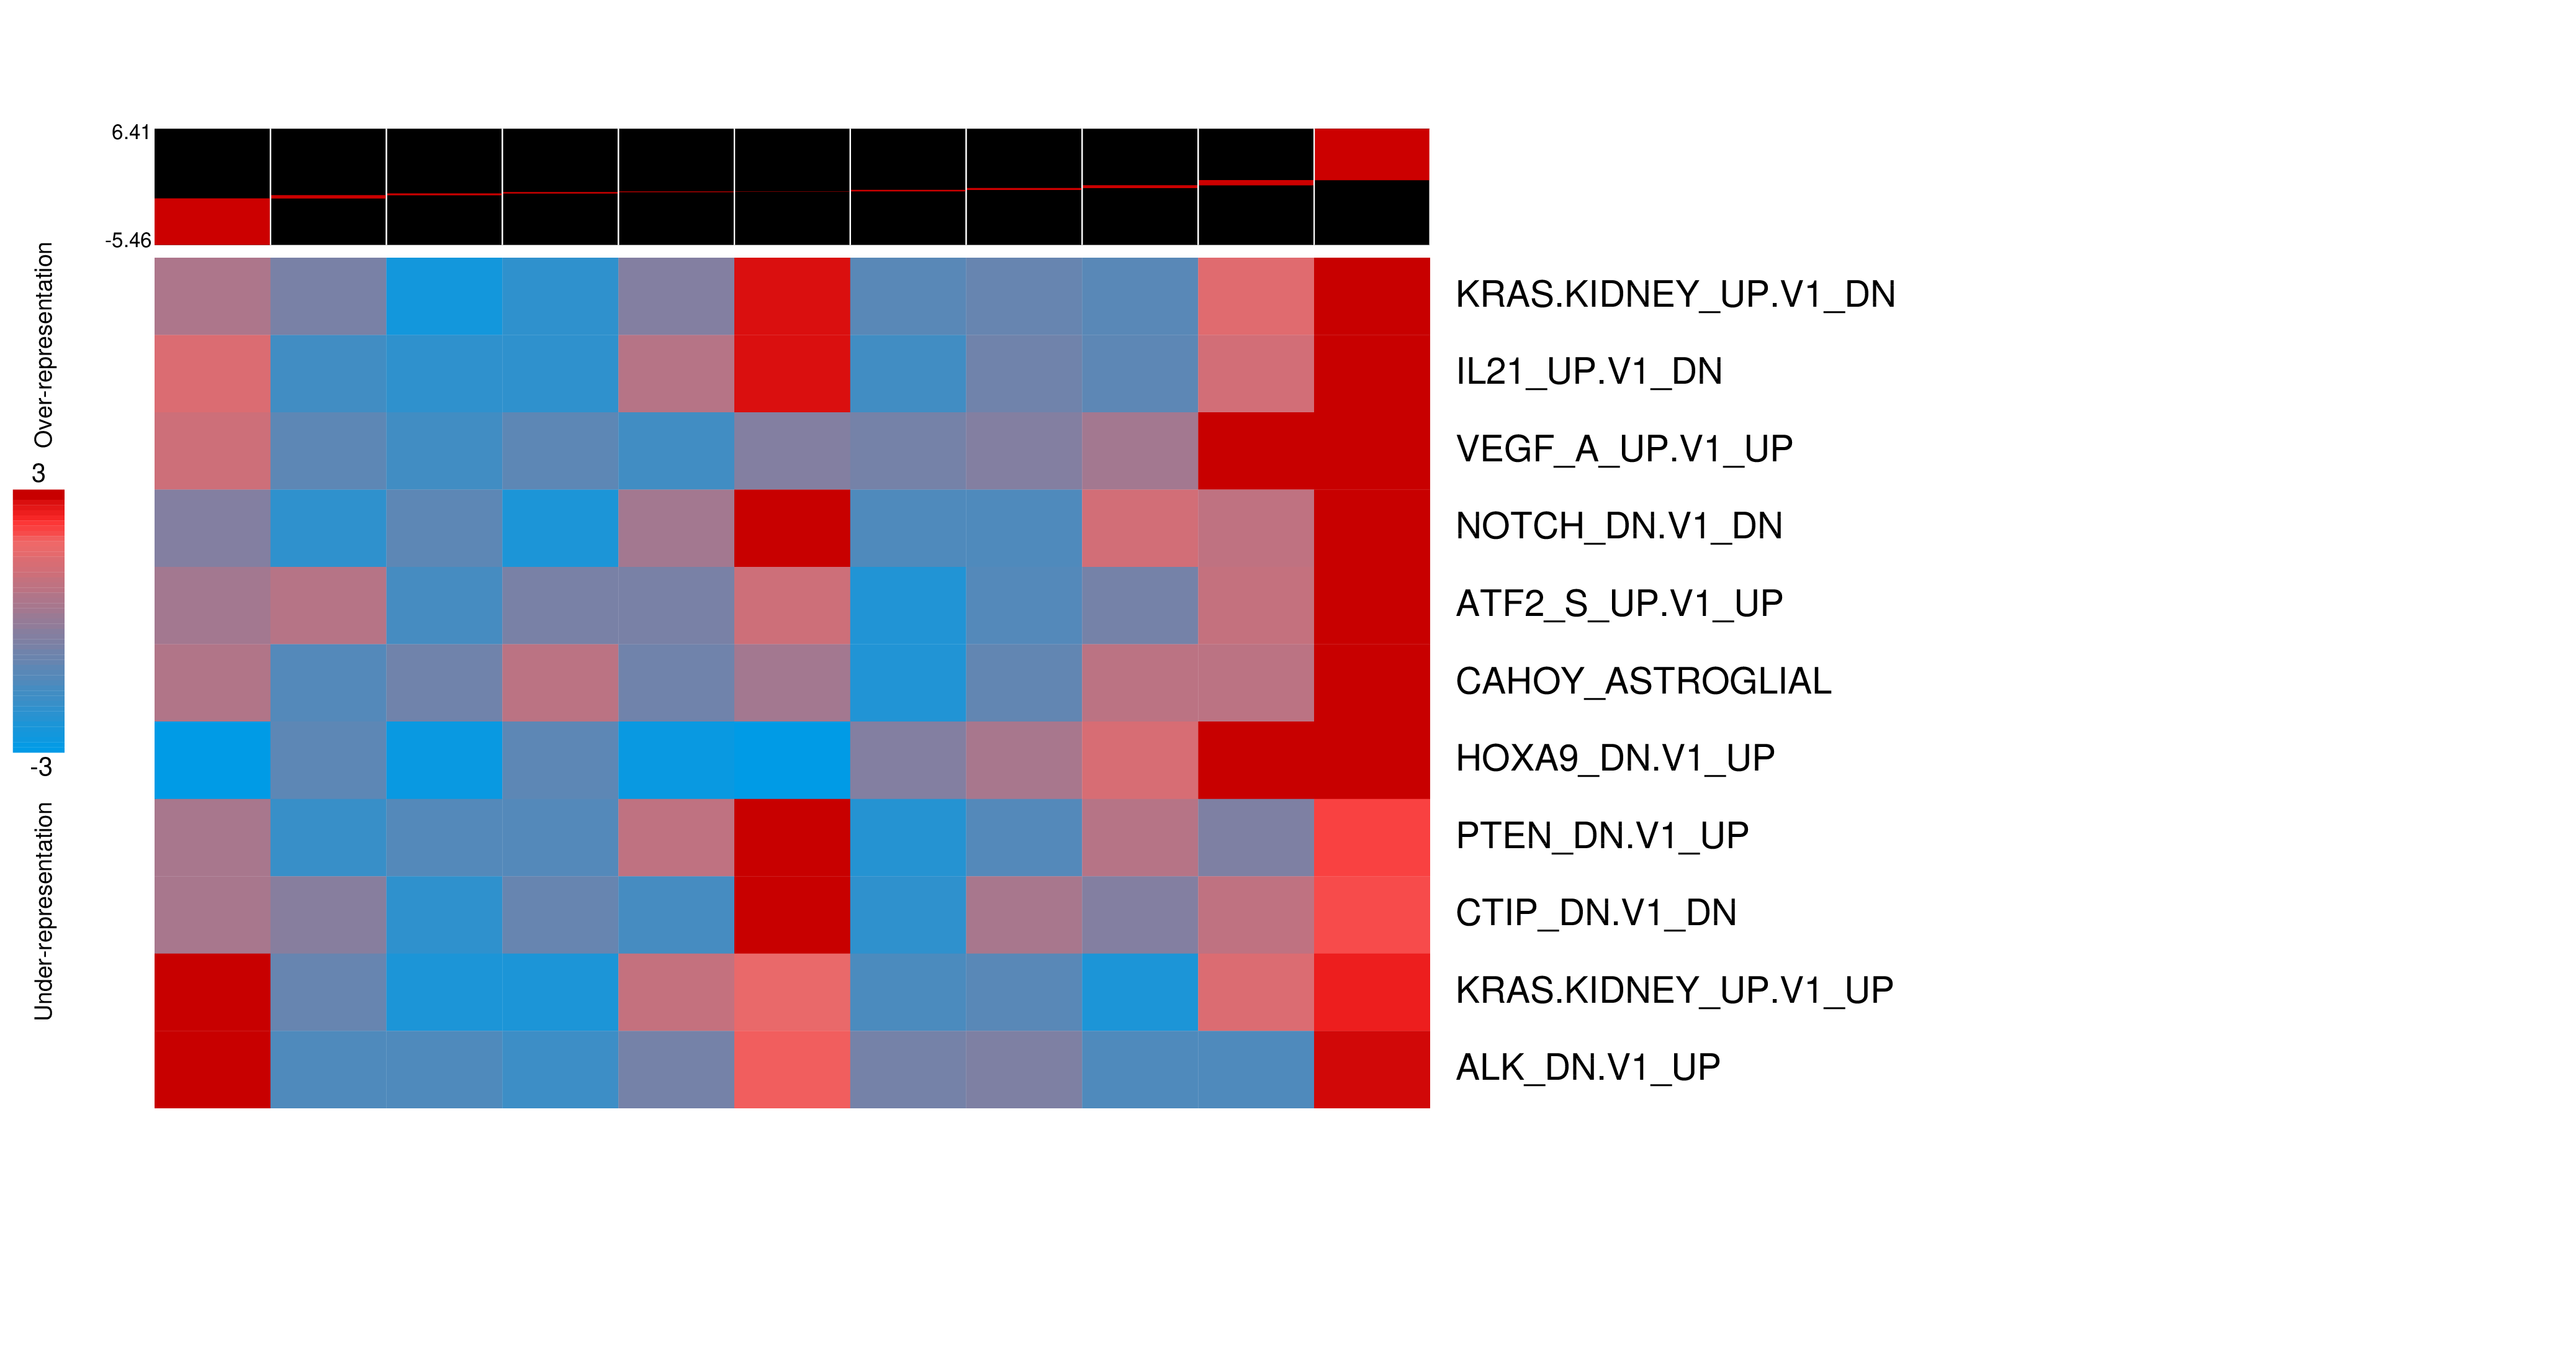 6.41
-5.46
Over-representation
3
-3
Under-representation
KRAS.KIDNEY_UP.V1_DN
IL21_UP.V1_DN
VEGF_A_UP.V1_UP
NOTCH_DN.V1_DN
ATF2_S_UP.V1_UP
CAHOY_ASTROGLIAL
HOXA9_DN.V1_UP
PTEN_DN.V1_UP
CTIP_DN.V1_DN
KRAS.KIDNEY_UP.V1_UP
ALK_DN.V1_UP